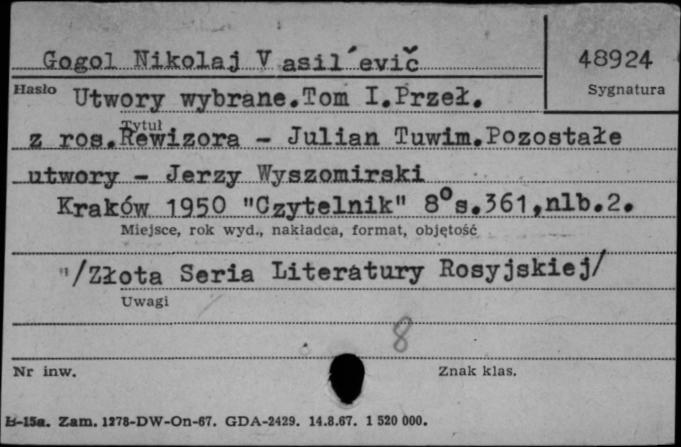 Gogol Nikolaj Vasil´evič
48924
Hasło
Sygnatura
Utwory wybrane.Tom I.Przeł.
Tytuł
z ros.Rewizora - Julian Tuwim.Pozostałe
utwory - Jerzy Wyszomirski
Kraków 1950 "Czytelnik" 8°s.361,nlb.2.
Miejsce, rok wyd., nakładca, format, objętość
"/Złota Seria Literatury Rosyjskiej/
Uwagi
8
Nr inw.
Znak klas.
B-15a. Zam. 1278-DW-On-67. GDA-2429. 14.8.67. 1 520 000.